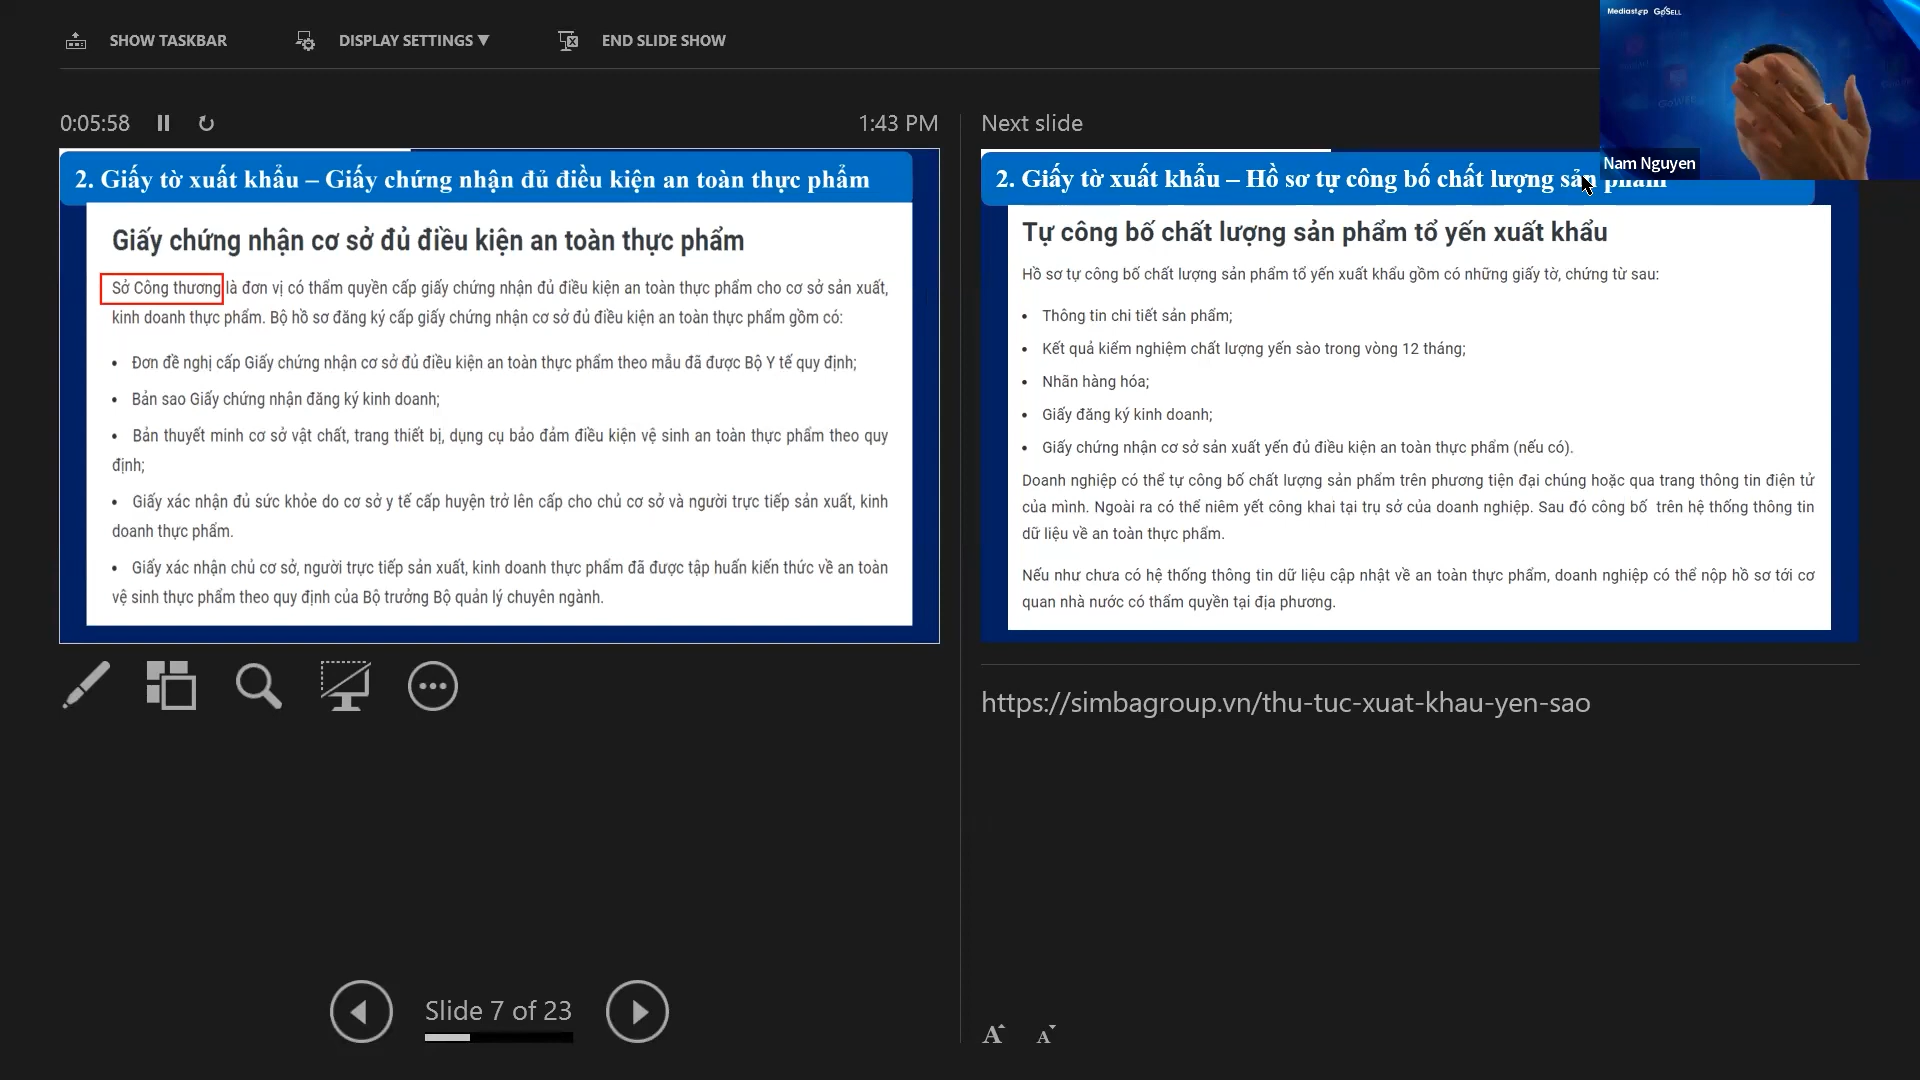 SHOW TASKBAR
DISPLAY SETTINGS ▼
END SLIDE SHOW
Mediastep GoSELL
Nam Nguyen
0:05:58
1:43 PM
2. Giấy tờ xuất khẩu – Giấy chứng nhận đủ điều kiện an toàn thực phẩm
Giấy chứng nhận cơ sở đủ điều kiện an toàn thực phẩm
Sở Công thương là đơn vị có thẩm quyền cấp giấy chứng nhận đủ điều kiện an toàn thực phẩm cho cơ sở sản xuất,
kinh doanh thực phẩm. Bộ hồ sơ đăng ký cấp giấy chứng nhận cơ sở đủ điều kiện an toàn thực phẩm gồm có:
• Đơn đề nghị cấp Giấy chứng nhận cơ sở đủ điều kiện an toàn thực phẩm theo mẫu đã được Bộ Y tế quy định;
• Bản sao Giấy chứng nhận đăng ký kinh doanh;
• Bản thuyết minh cơ sở vật chất, trang thiết bị, dụng cụ bảo đảm điều kiện vệ sinh an toàn thực phẩm theo quy
định;
• Giấy xác nhận đủ sức khỏe do cơ sở y tế cấp huyện trở lên cấp cho chủ cơ sở và người trực tiếp sản xuất, kinh
doanh thực phẩm.
• Giấy xác nhận chủ cơ sở, người trực tiếp sản xuất, kinh doanh thực phẩm đã được tập huấn kiến thức về an toàn
vệ sinh thực phẩm theo quy định của Bộ trưởng Bộ quản lý chuyên ngành.
Slide 7 of 23
Next slide
2. Giấy tờ xuất khẩu – Hồ sơ tự công bố chất lượng sản phẩm
Tự công bố chất lượng sản phẩm tổ yến xuất khẩu
Hồ sơ tự công bố chất lượng sản phẩm tổ yến xuất khẩu gồm có những giấy tờ, chứng từ sau:
• Thông tin chi tiết sản phẩm;
• Kết quả kiểm nghiệm chất lượng yến sào trong vòng 12 tháng;
• Nhãn hàng hóa;
• Giấy đăng ký kinh doanh;
• Giấy chứng nhận cơ sở sản xuất yến đủ điều kiện an toàn thực phẩm (nếu có).
Doanh nghiệp có thể tự công bố chất lượng sản phẩm trên phương tiện đại chúng hoặc qua trang thông tin điện tử
của mình. Ngoài ra có thể niêm yết công khai tại trụ sở của doanh nghiệp. Sau đó công bố trên hệ thống thông tin
dữ liệu về an toàn thực phẩm.
Nếu như chưa có hệ thống thông tin dữ liệu cập nhật về an toàn thực phẩm, doanh nghiệp có thể nộp hồ sơ tới cơ
quan nhà nước có thẩm quyền tại địa phương.
https://simbagroup.vn/thu-tuc-xuat-khau-yen-sao
A A